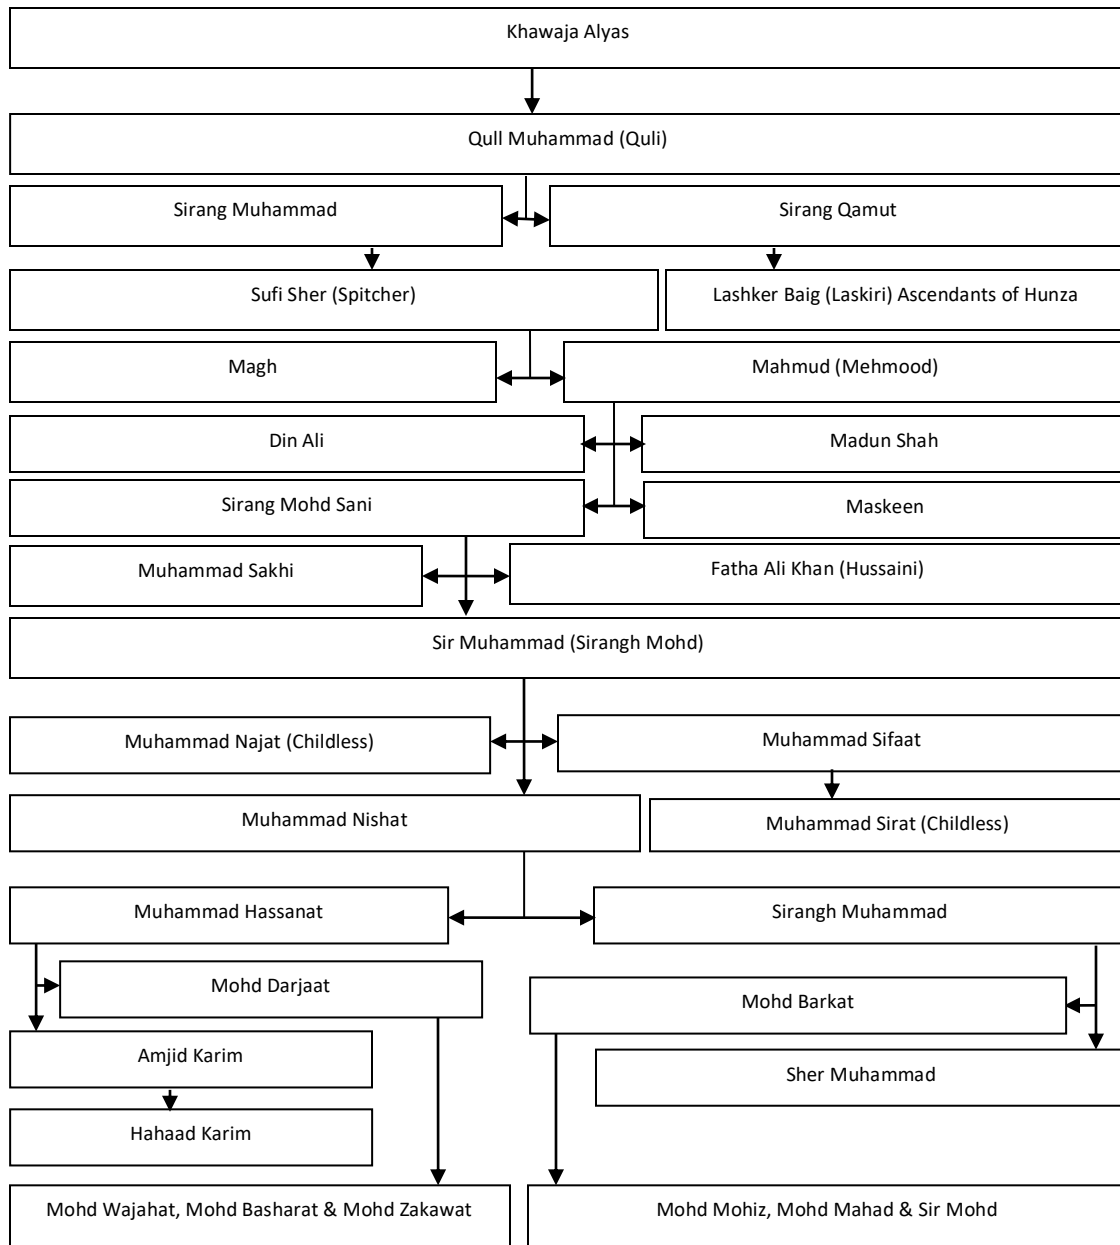 Khawaja Alyas
Qull Muhammad (Quli)
Sirang Muhammad
Sirang Qamut
Sufi Sher (Spitcher)
Lashker Baig (Laskiri) Ascendants of Hunza
Magh
Mahmud (Mehmood)
Din Ali
Madun Shah
Sirang Mohd Sani
Maskeen
Muhammad Sakhi
Fatha Ali Khan (Hussaini)
Sir Muhammad (Sirangh Mohd)
Muhammad Najat (Childless)
Muhammad Sifaat
Muhammad Nishat
Muhammad Sirat (Childless)
Muhammad Hassanat
Sirangh Muhammad
Mohd Darjaat
Mohd Barkat
Amjid Karim
Sher Muhammad
Hahaad Karim
Mohd Wajahat, Mohd Basharat & Mohd Zakawat
Mohd Mohiz, Mohd Mahad & Sir Mohd